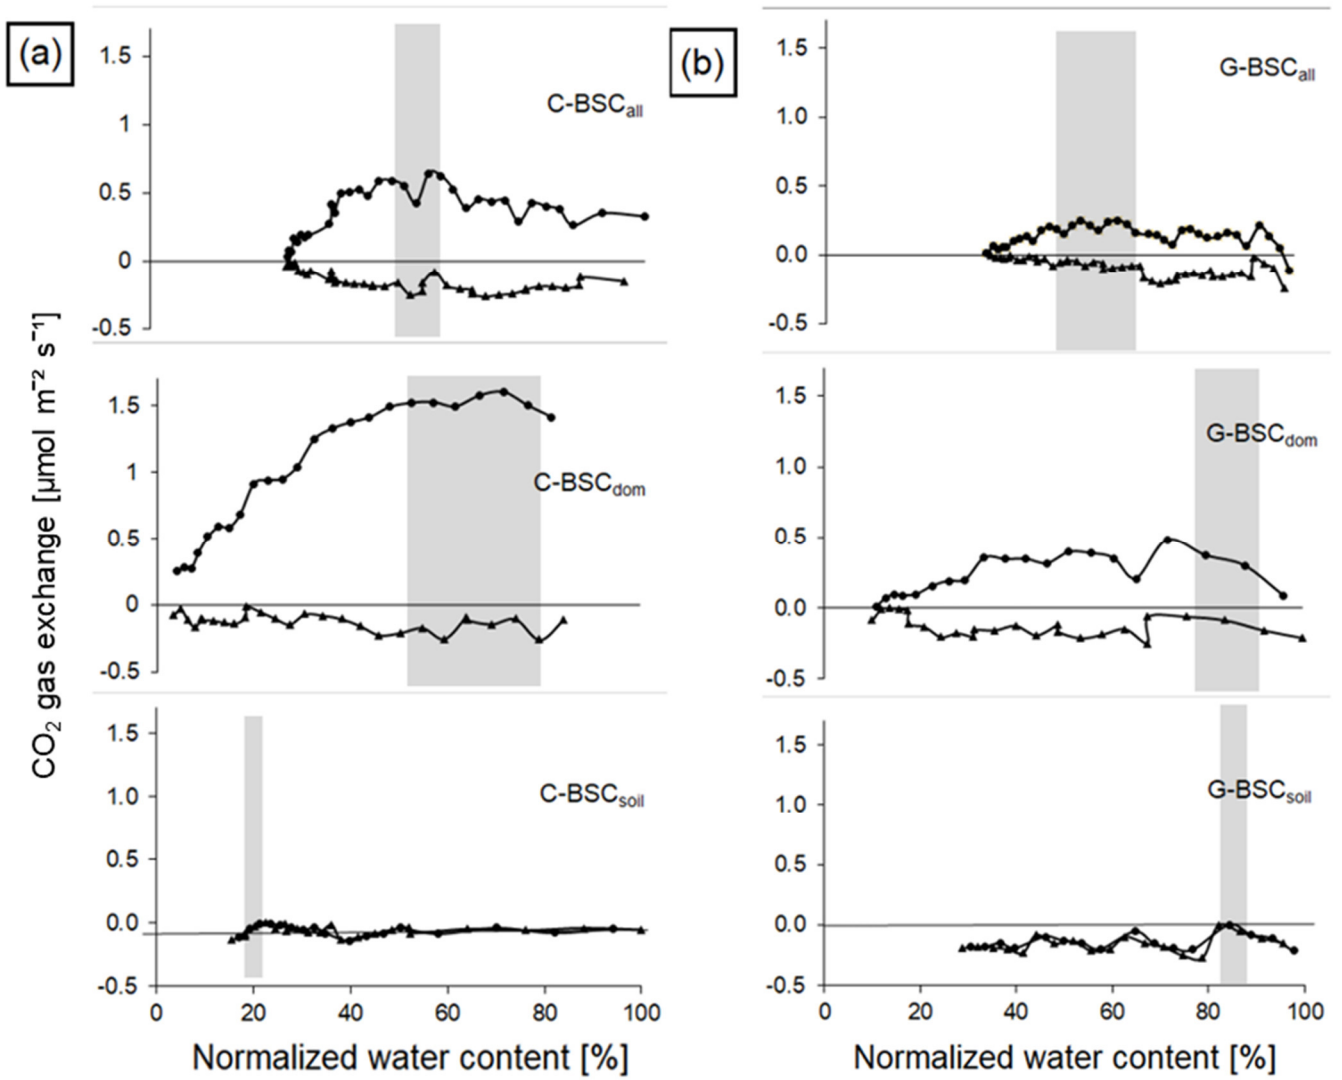 (a)
(b)
CO₂ gas exchange [µmol m⁻² s⁻¹]
1.5
1
0.5
0
-0.5
C-BSCall
1.5
1
0.5
0
-0.5
C-BSCdom
1.5
1.0
0.5
0.0
-0.5
C-BSCsoil
0 20 40 60 80 100
Normalized water content [%]
1.5
1.0
0.5
0.0
-0.5
G-BSCall
1.5
1.0
0.5
0.0
-0.5
G-BSCdom
1.5
1.0
0.5
0.0
-0.5
G-BSCsoil
0 20 40 60 80 100
Normalized water content [%]